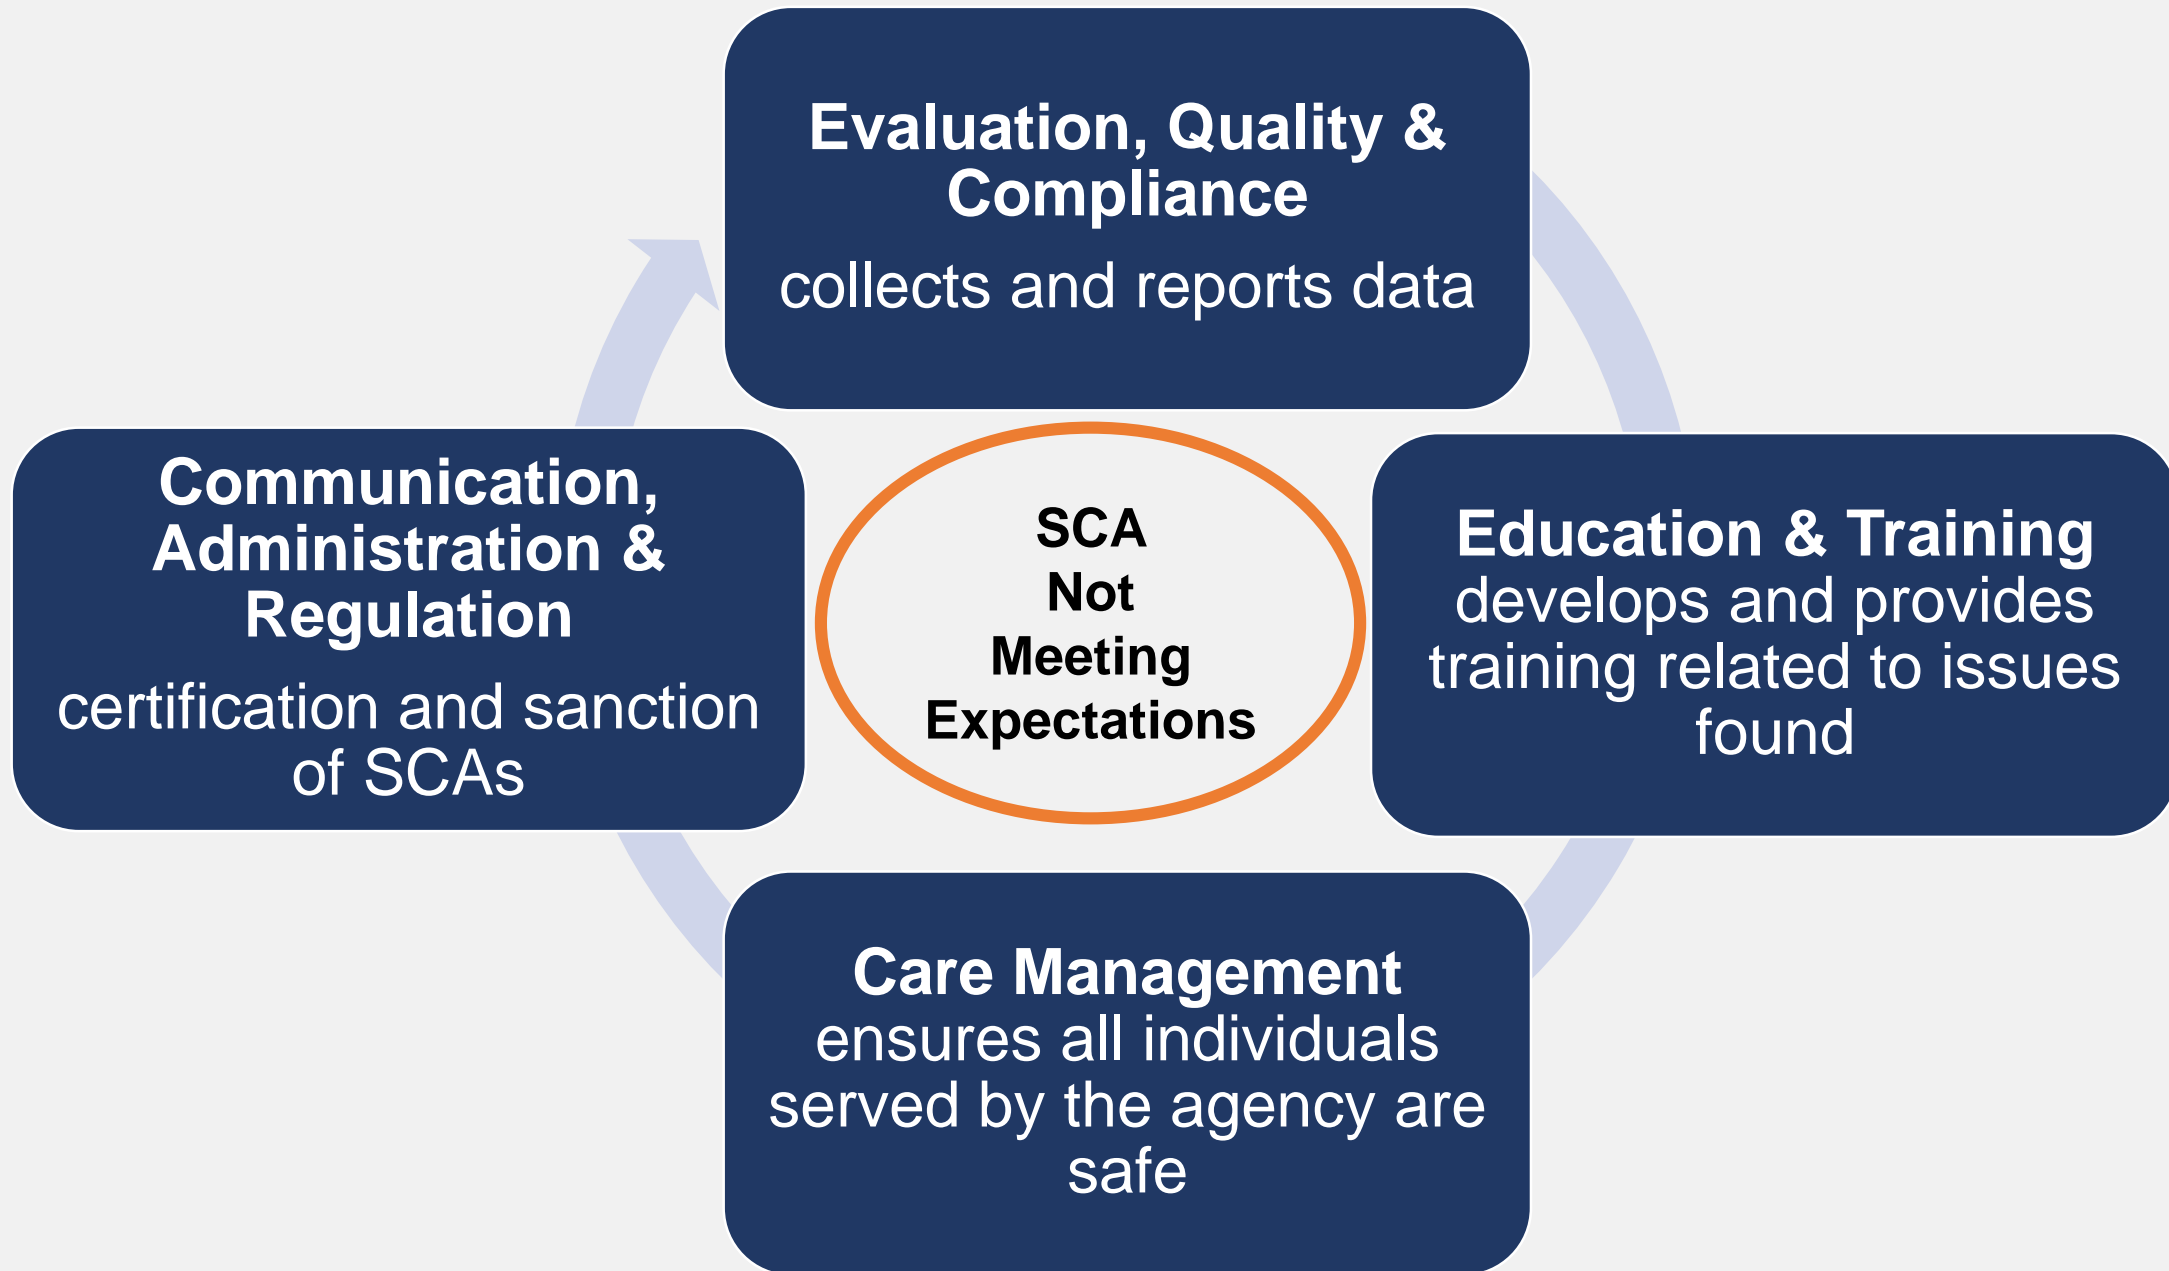 Evaluation, Quality &
Compliance
collects and reports data
Communication,
Administration &
Regulation
certification and sanction
of SCAs
SCA
Not
Meeting
Expectations
Education & Training
develops and provides
training related to issues
found
Care Management
ensures all individuals
served by the agency are
safe